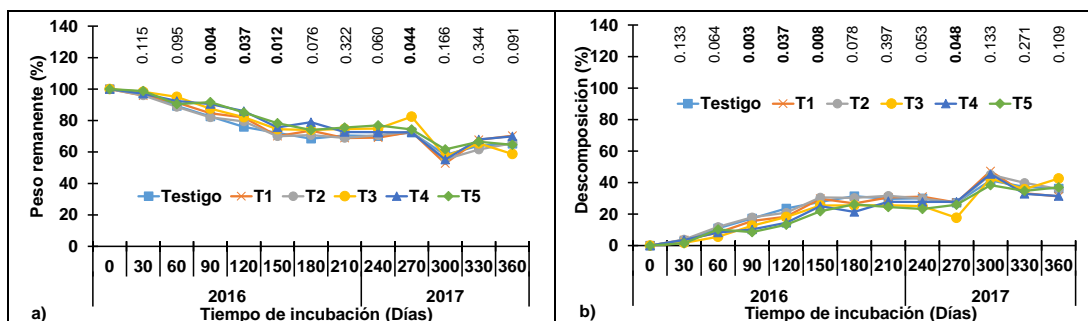 140
120
100
80
60
40
20
0
Peso remanente (%)
0.115 0.095 0.004 0.037 0.012 0.076 0.322 0.060 0.044 0.166 0.344 0.091
Testigo T1 T2 T3 T4 T5
0 30 60 90 120 150 180 210 240 270 300 330 360
2016 2017
a) Tiempo de incubación (Días)
140
120
100
80
60
40
20
0
Descomposición (%)
0.133 0.064 0.003 0.037 0.008 0.078 0.397 0.053 0.048 0.133 0.271 0.109
Testigo T1 T2 T3 T4 T5
0 30 60 90 120 150 180 210 240 270 300 330 360
2016 2017
b) Tiempo de incubación (Días)